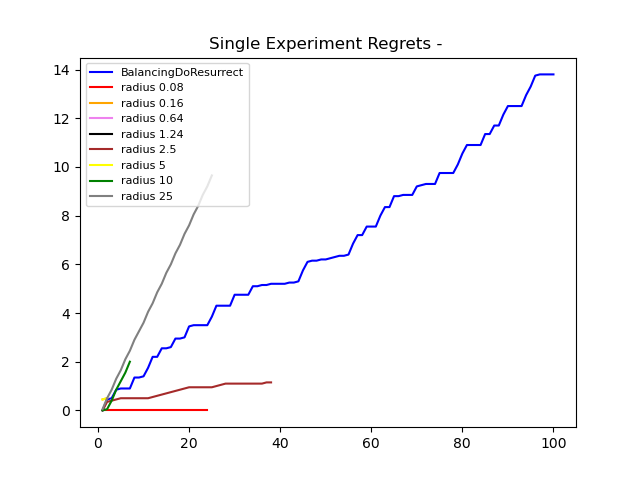 Single Experiment Regrets -
BalancingDoResurrect
radius 0.08
radius 0.16
radius 0.64
radius 1.24
radius 2.5
radius 5
radius 10
radius 25
14
12
10
8
6
4
2
0
0 20 40 60 80 100